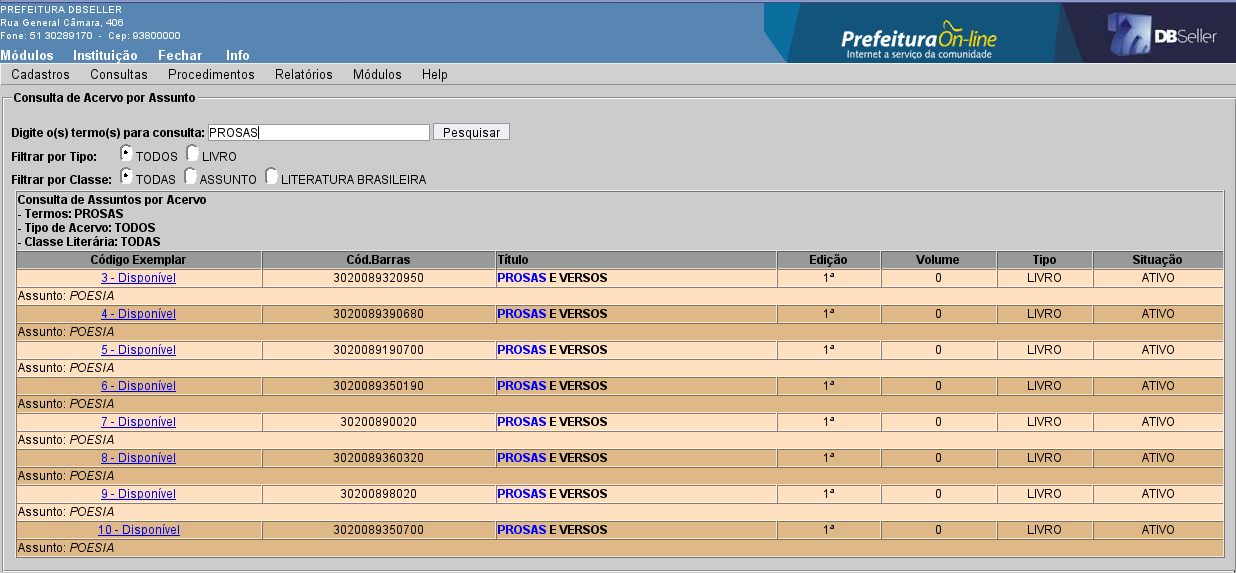 PREFEITURA DBSELLER
Rua General Câmara, 406
Fone: 51 30289170 - Cep: 93800000
Módulos Instituição Fechar Info
PrefeituraOn-line
Internet a serviço da comunidade
DBSeller
Cadastros Consultas Procedimentos Relatórios Módulos Help
Consulta de Acervo por Assunto
Digite o(s) termo(s) para consulta: PROSAS Pesquisar
Filtrar por Tipo: TODOS LIVRO
Filtrar por Classe: TODAS ASSUNTO LITERATURA BRASILEIRA
Consulta de Assuntos por Acervo
- Termos: PROSAS
- Tipo de Acervo: TODOS
- Classe Literária: TODAS
Código Exemplar Cód.Barras Título Edição Volume Tipo Situação
3 - Disponível 3020089320950 PROSAS E VERSOS 1ª 0 LIVRO ATIVO
Assunto: POESIA
4 - Disponível 3020089390680 PROSAS E VERSOS 1ª 0 LIVRO ATIVO
Assunto: POESIA
5 - Disponível 3020089190700 PROSAS E VERSOS 1ª 0 LIVRO ATIVO
Assunto: POESIA
6 - Disponível 3020089350190 PROSAS E VERSOS 1ª 0 LIVRO ATIVO
Assunto: POESIA
7 - Disponível 30200890020 PROSAS E VERSOS 1ª 0 LIVRO ATIVO
Assunto: POESIA
8 - Disponível 3020089360320 PROSAS E VERSOS 1ª 0 LIVRO ATIVO
Assunto: POESIA
9 - Disponível 30200898020 PROSAS E VERSOS 1ª 0 LIVRO ATIVO
Assunto: POESIA
10 - Disponível 3020089350700 PROSAS E VERSOS 1ª 0 LIVRO ATIVO
Assunto: POESIA